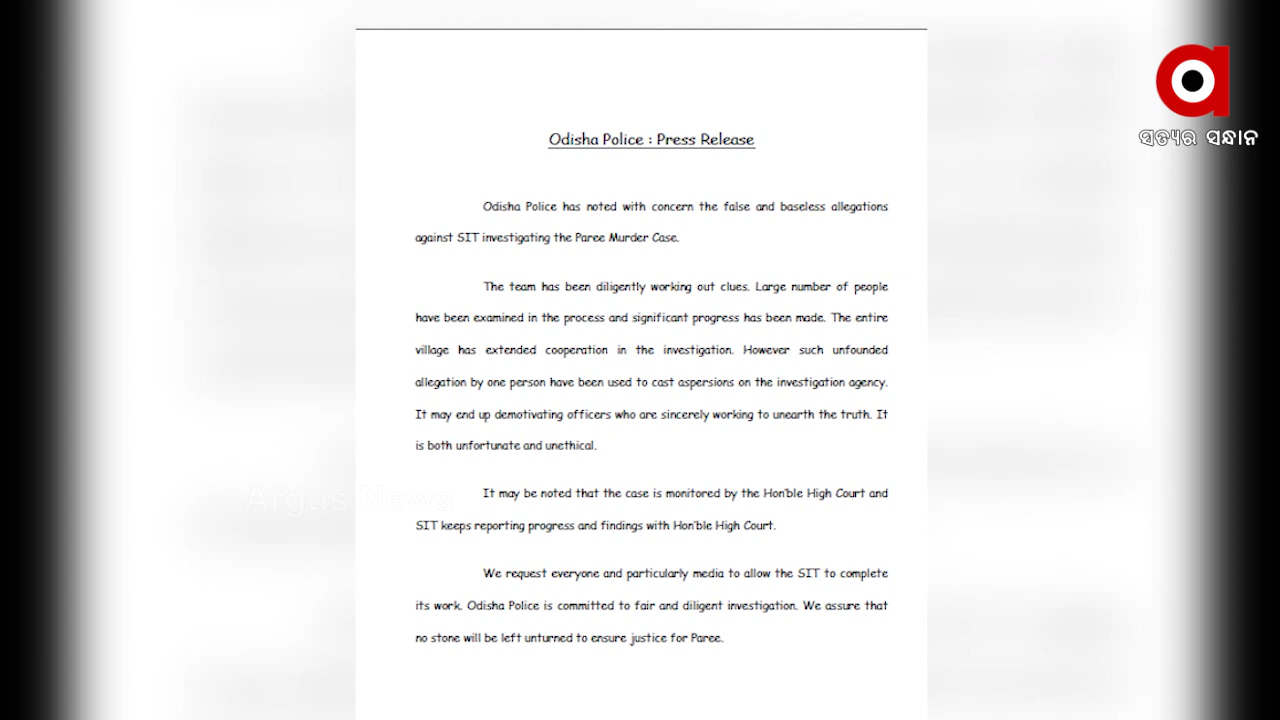 ସତ୍ୟର ସନ୍ଧାନ
Odisha Police : Press Release
Odisha Police has noted with concern the false and baseless allegations
against SIT investigating the Paree Murder Case.
The team has been diligently working out clues. Large number of people
have been examined in the process and significant progress has been made. The entire
village has extended cooperation in the investigation. However such unfounded
allegation by one person have been used to cast aspersions on the investigation agency.
It may end up demotivating officers who are sincerely working to unearth the truth. It
is both unfortunate and unethical.
Argus News
It may be noted that the case is monitored by the Hon'ble High Court and
SIT keeps reporting progress and findings with Hon'ble High Court.
We request everyone and particularly media to allow the SIT to complete
its work. Odisha Police is committed to fair and diligent investigation. We assure that
no stone will be left unturned to ensure justice for Paree.